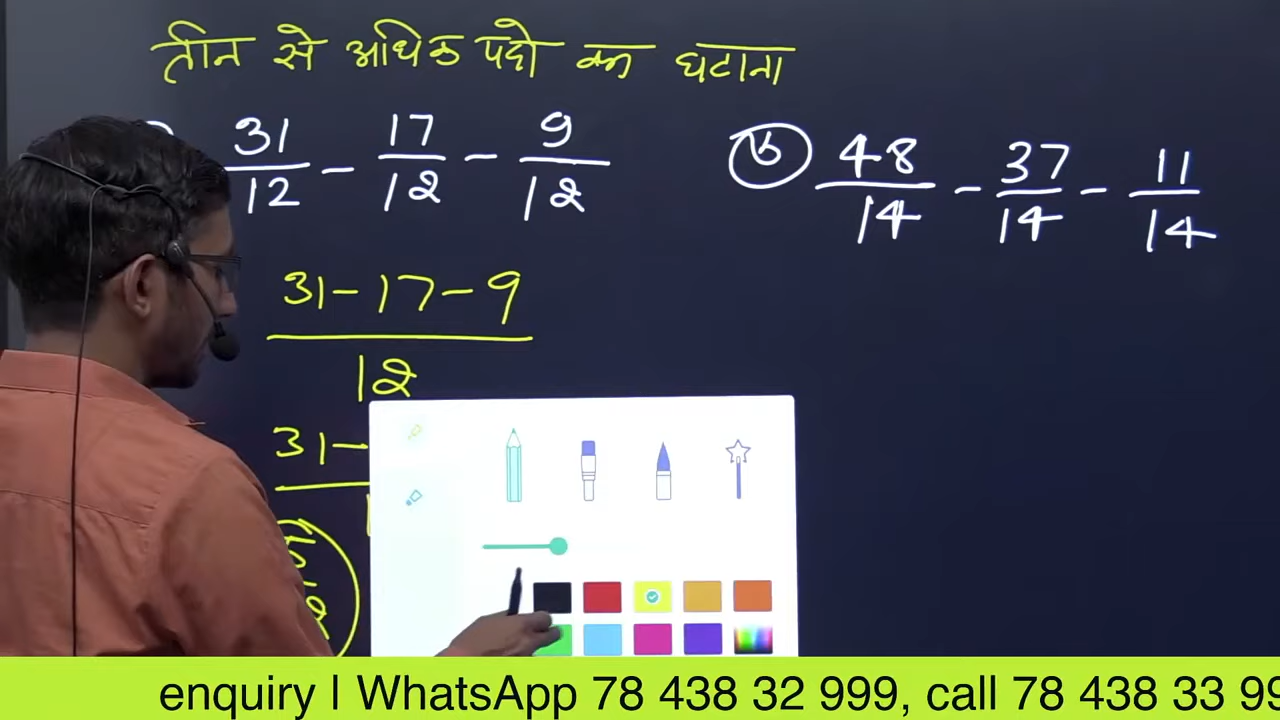 तीन से अधिक पदो का घटाना
31/12 - 17/12 - 9/12
ⓑ 48/14 - 37/14 - 11/14
31-17-9
12
31-
enquiry | WhatsApp 78 438 32 999, call 78 438 33 99